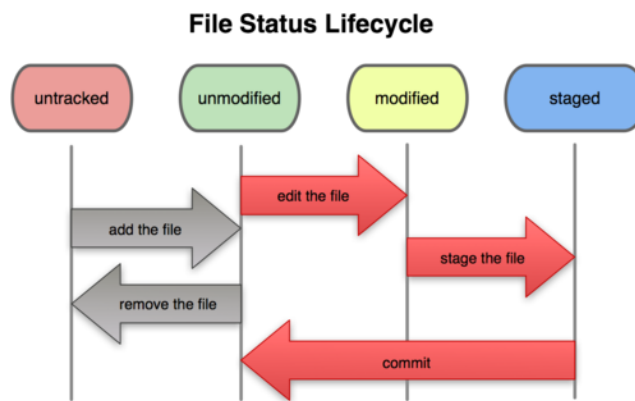 File Status Lifecycle
untracked
unmodified
modified
staged
edit the file
add the file
stage the file
remove the file
commit